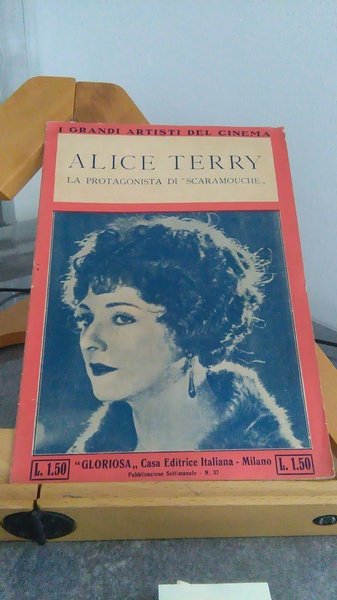 I GRANDI ARTISTI DEL CINEMA
ALICE TERRY
LA PROTAGONISTA DI "SCARAMOUCHE„
L. 1.50 "GLORIOSA„ Casa Editrice Italiana - Milano L. 1.50
Pubblicazione Settimanale - N. 37